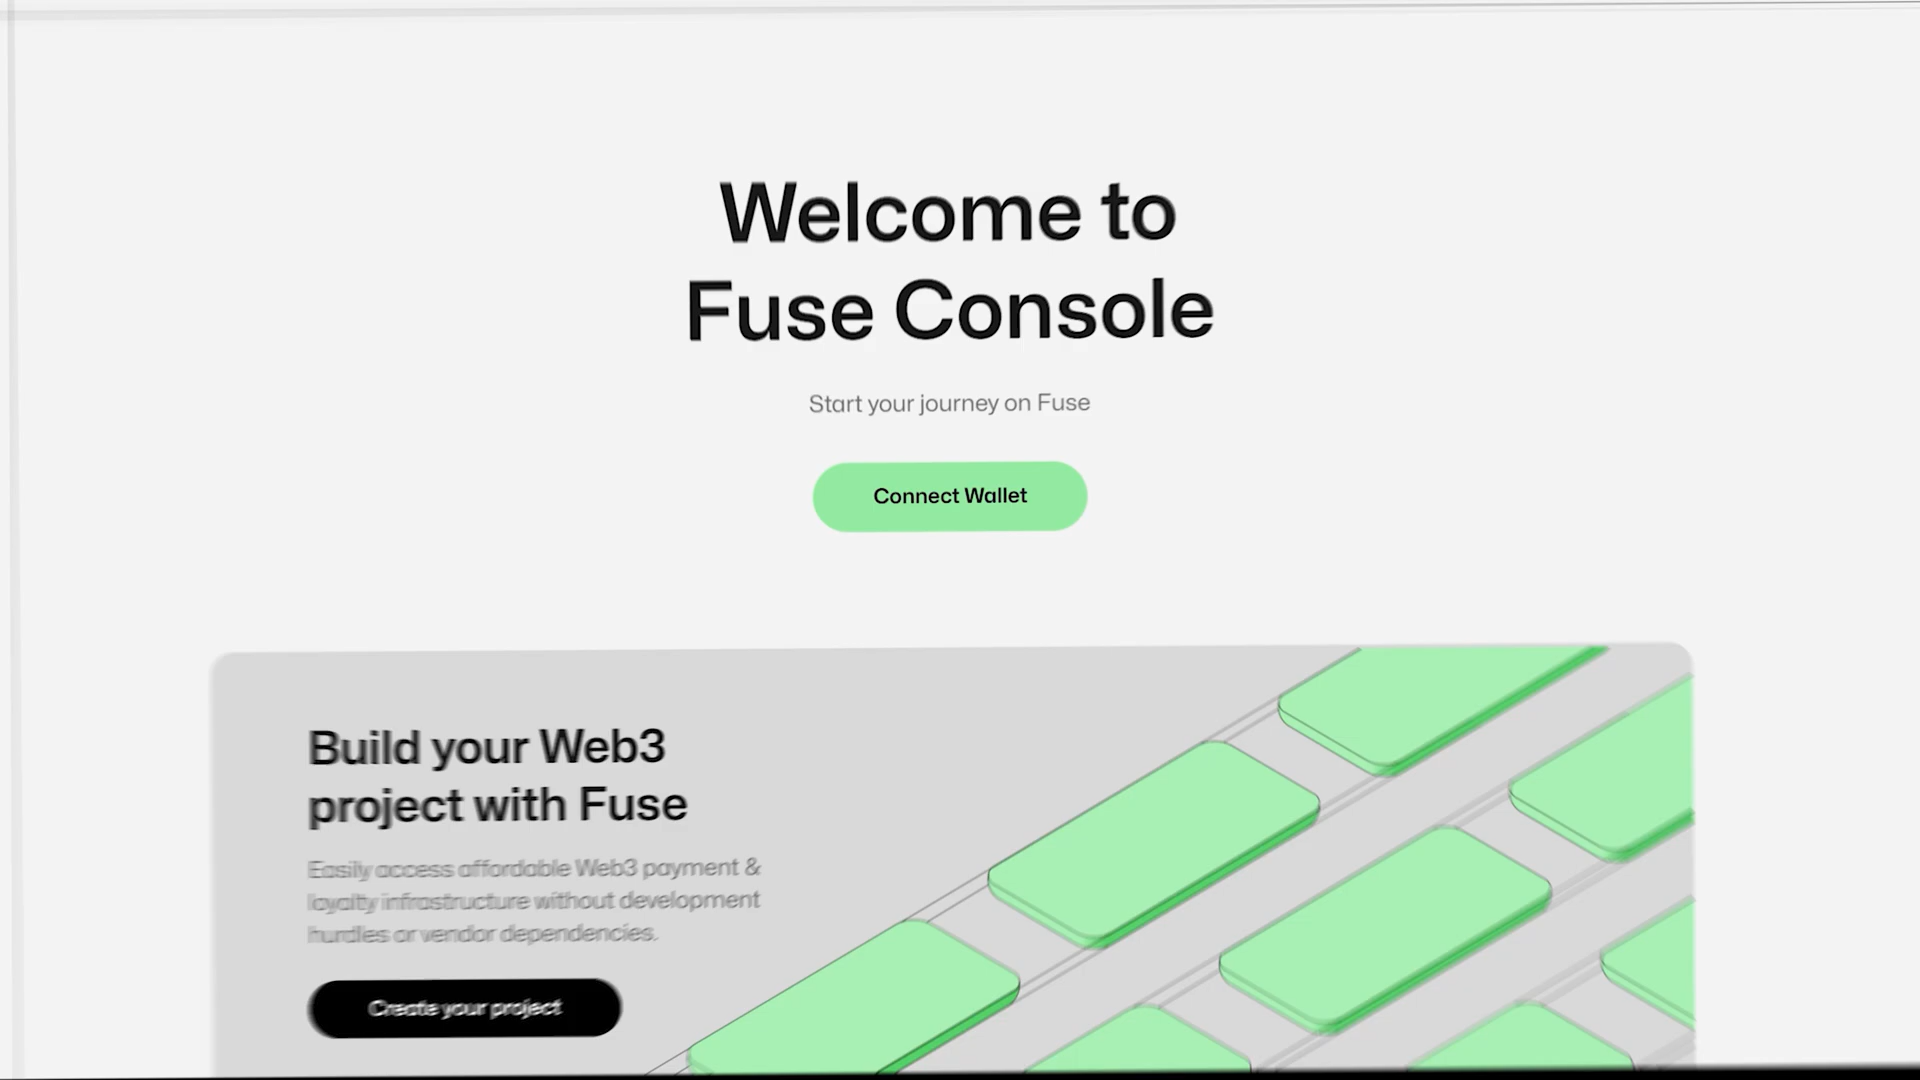 Welcome to
Fuse Console
Start your journey on Fuse
Connect Wallet
Build your Web3
project with Fuse
Easily access affordable Web3 payment &
loyalty infrastructure without development
hurdles or vendor dependencies.
Create your project